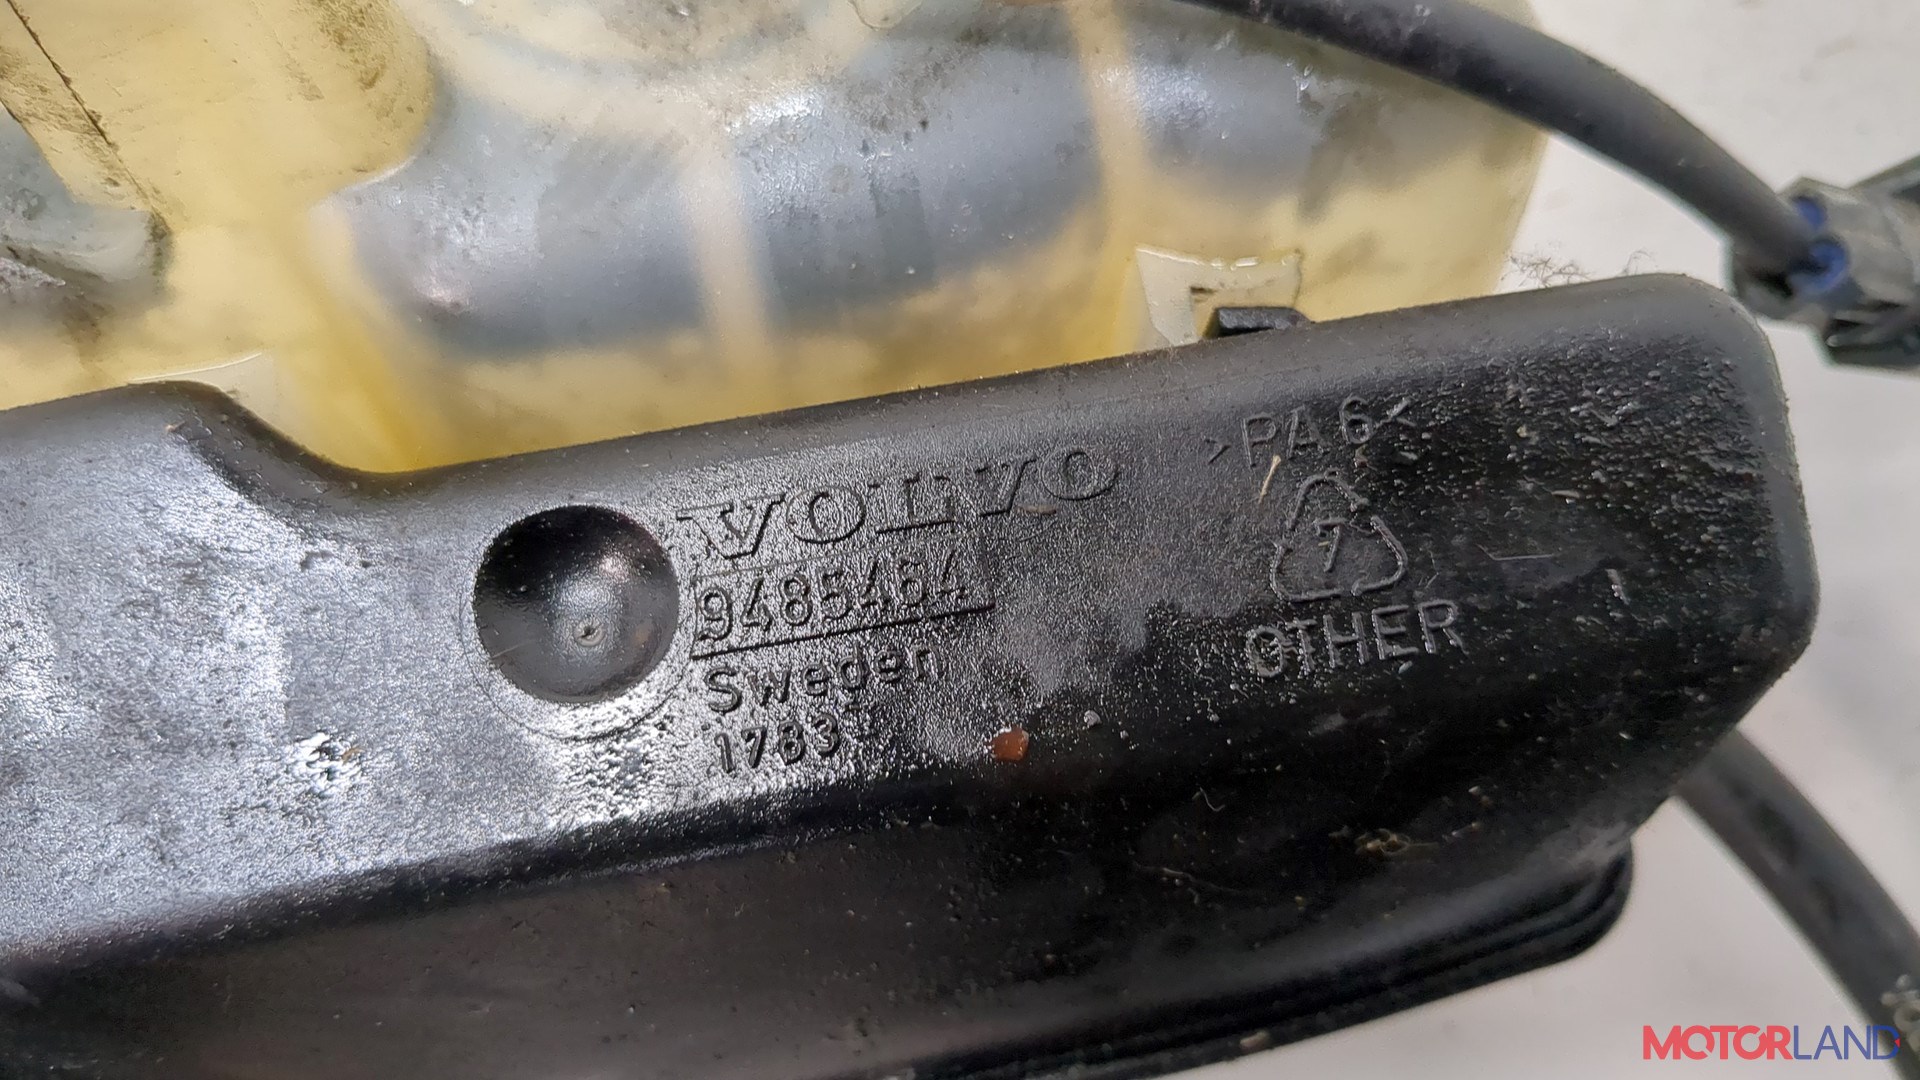 VOLVO
9485464
Sweden
1783
>PA6<
7
OTHER
MOTORLAND